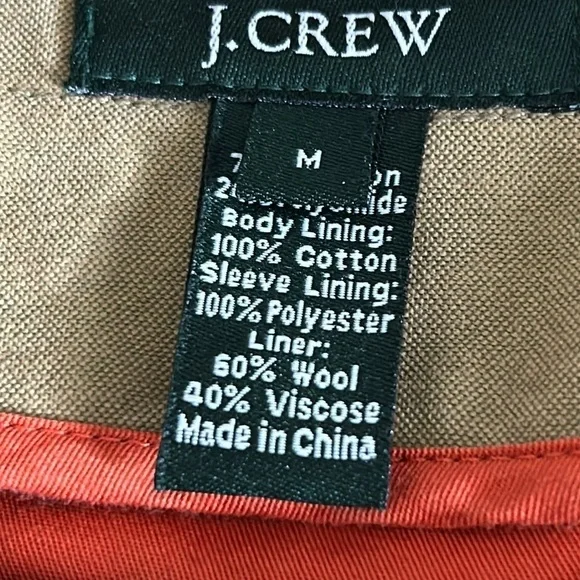 J.CREW
M
Body Lining:
100% Cotton
Sleeve Lining:
100% Polyester
Liner:
60% Wool
40% Viscose
Made in China